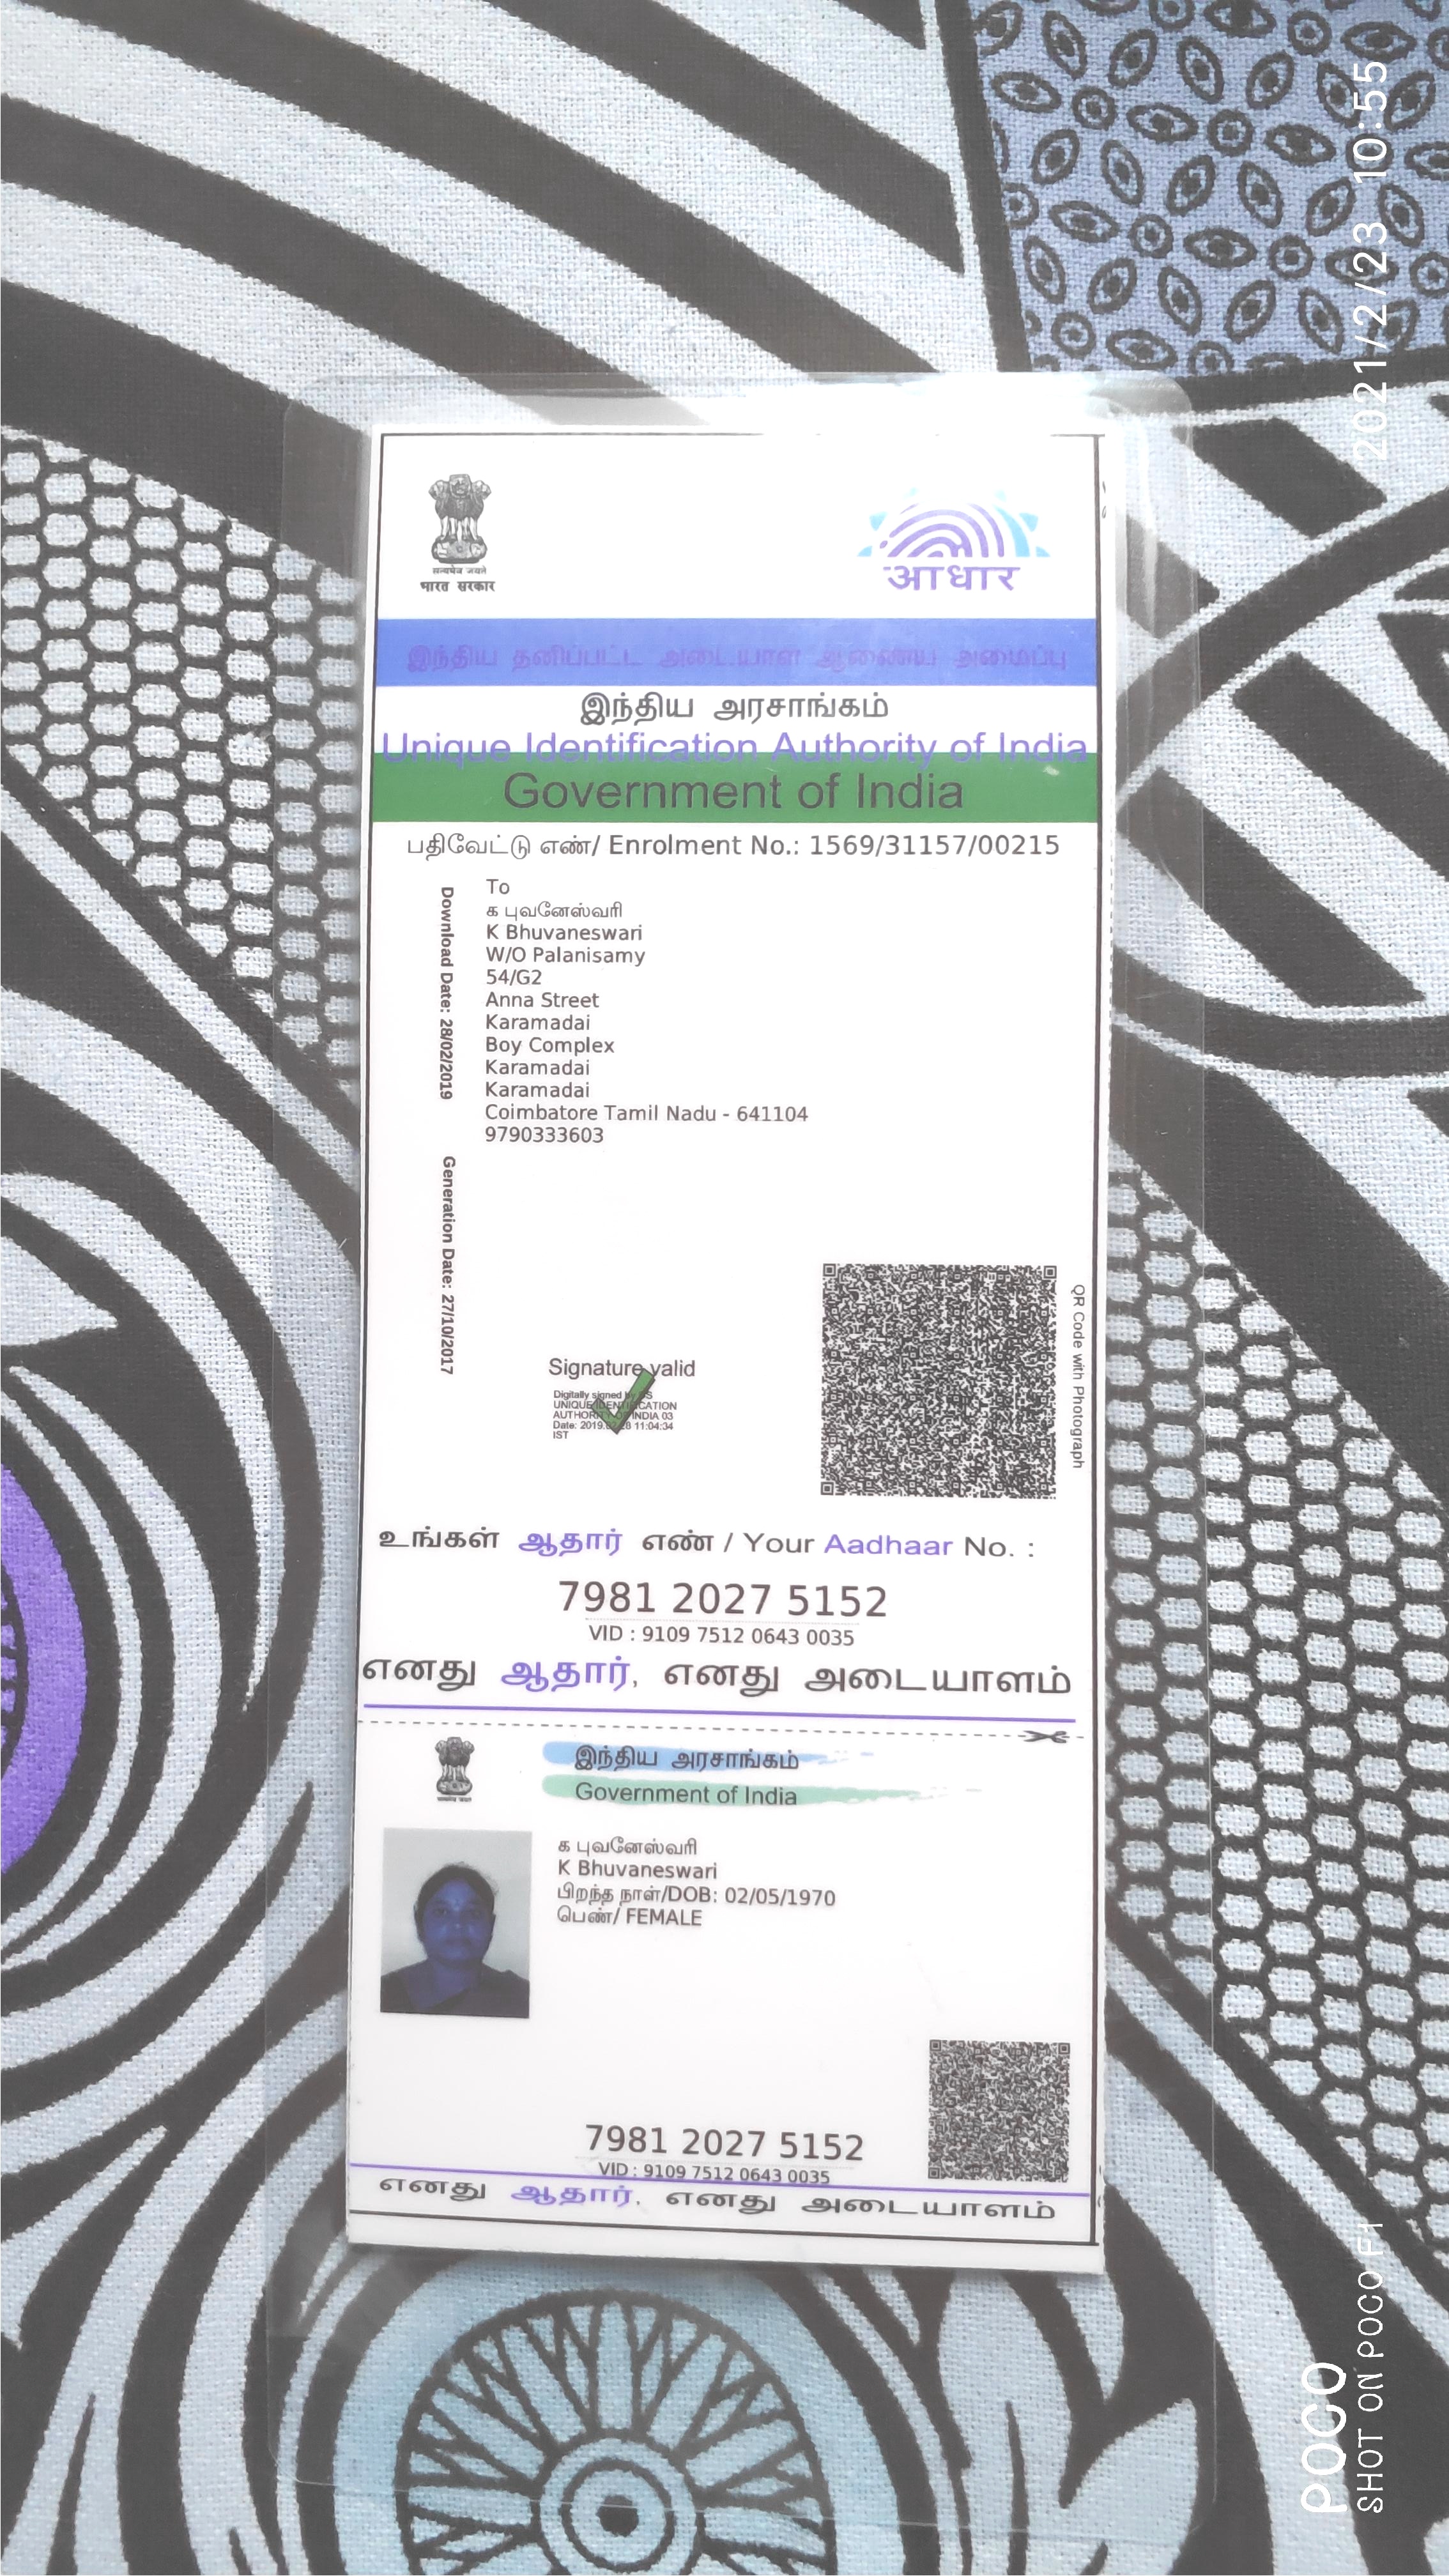 सत्यमेव जयते
भारत सरकार
आधार
இந்திய தனிப்பட்ட அடையாள ஆணைய அமைப்பு
இந்திய அரசாங்கம்
Unique Identification Authority of India
Government of India
பதிவேட்டு எண்/ Enrolment No.: 1569/31157/00215
Download Date: 28/02/2019
Generation Date: 27/10/2017
To
க புவனேஸ்வரி
K Bhuvaneswari
W/O Palanisamy
54/G2
Anna Street
Karamadai
Boy Complex
Karamadai
Karamadai
Coimbatore Tamil Nadu - 641104
9790333603
QR Code with Photograph
Signature valid
Digitally signed by DS
UNIQUE IDENTIFICATION
AUTHORITY OF INDIA 03
Date: 2019.02.28 11:04:34
IST
உங்கள் ஆதார் எண் / Your Aadhaar No. :
7981 2027 5152
VID : 9109 7512 0643 0035
எனது ஆதார், எனது அடையாளம்
இந்திய அரசாங்கம்
Government of India
க புவனேஸ்வரி
K Bhuvaneswari
பிறந்த நாள்/DOB: 02/05/1970
பெண்/ FEMALE
7981 2027 5152
VID : 9109 7512 0643 0035
எனது ஆதார், எனது அடையாளம்
2021/2/23 10:55
POCO
SHOT ON POCO F1